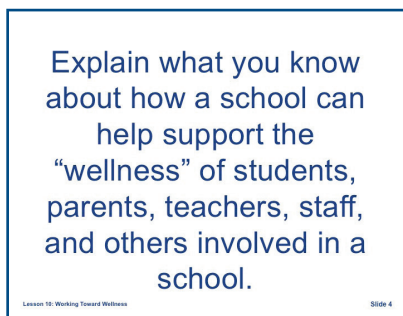 Explain what you know
about how a school can
help support the
“wellness” of students,
parents, teachers, staff,
and others involved in a
school.
Lesson 10: Working Toward Wellness
Slide 4